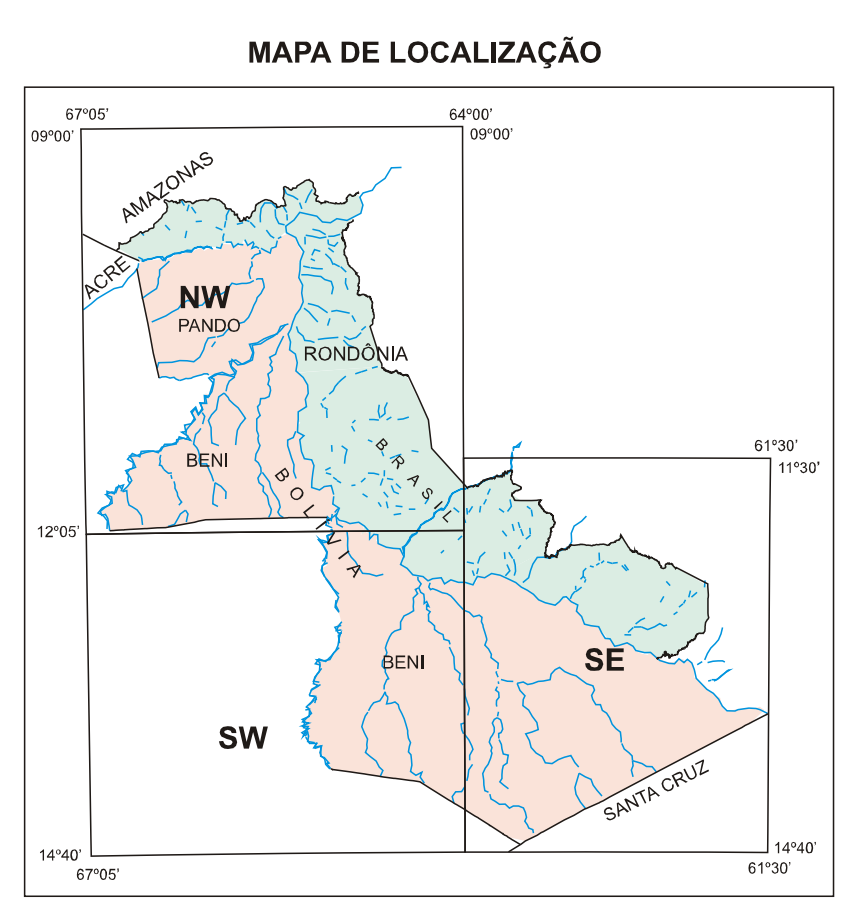 MAPA DE LOCALIZAÇÃO
67º05’
64º00’
09º00’
09º00’
AMAZONAS
ACRE
NW
PANDO
RONDÔNIA
BRASIL
61º30’
11º30’
BENI
BOLIVIA
12º05’
BENI
SE
SW
SANTA CRUZ
14º40’
14º40’
67º05’
61º30’